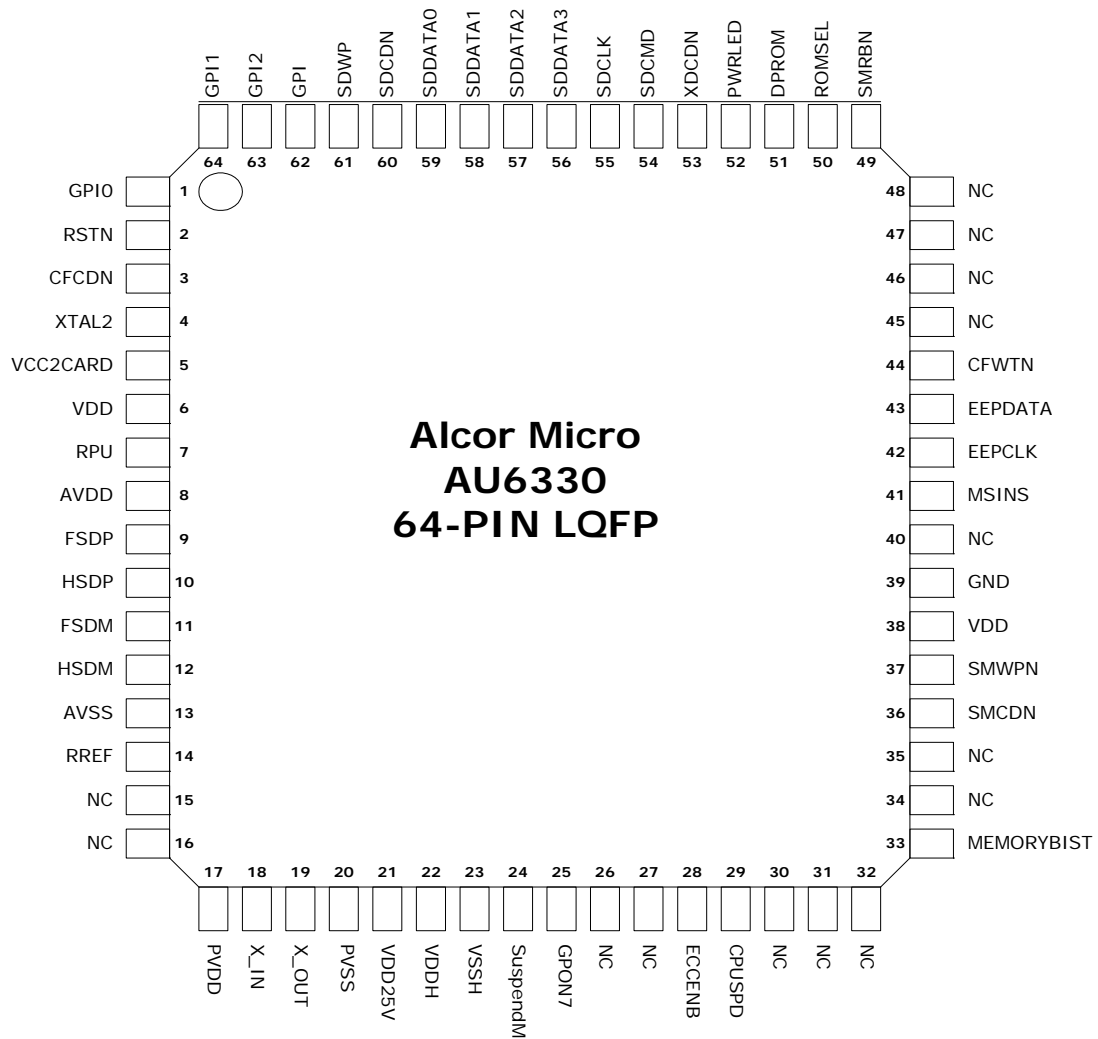 GPI1
GPI2
GPI
SDWP
SDCDN
SDDATA0
SDDATA1
SDDATA2
SDDATA3
SDCLK
SDCMD
XDCDN
PWRLED
DPROM
ROMSEL
SMRBN
64
63
62
61
60
59
58
57
56
55
54
53
52
51
50
49
GPI0 1
RSTN 2
CFCDN 3
XTAL2 4
VCC2CARD 5
VDD 6
RPU 7
AVDD 8
FSDP 9
HSDP 10
FSDM 11
HSDM 12
AVSS 13
RREF 14
NC 15
NC 16
Alcor Micro
AU6330
64-PIN LQFP
48 NC
47 NC
46 NC
45 NC
44 CFWTN
43 EEPDATA
42 EEPCLK
41 MSINS
40 NC
39 GND
38 VDD
37 SMWPN
36 SMCDN
35 NC
34 NC
33 MEMORYBIST
17
18
19
20
21
22
23
24
25
26
27
28
29
30
31
32
PVDD
X_IN
X_OUT
PVSS
VDD25V
VDDH
VSSH
SuspendM
GPON7
NC
NC
ECCENB
CPUSPD
NC
NC
NC